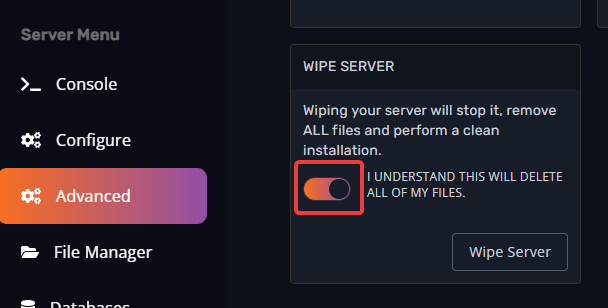 Server Menu
Console
Configure
Advanced
File Manager
Databases
WIPE SERVER
Wiping your server will stop it, remove
ALL files and perform a clean
installation.
I UNDERSTAND THIS WILL DELETE
ALL OF MY FILES.
Wipe Server